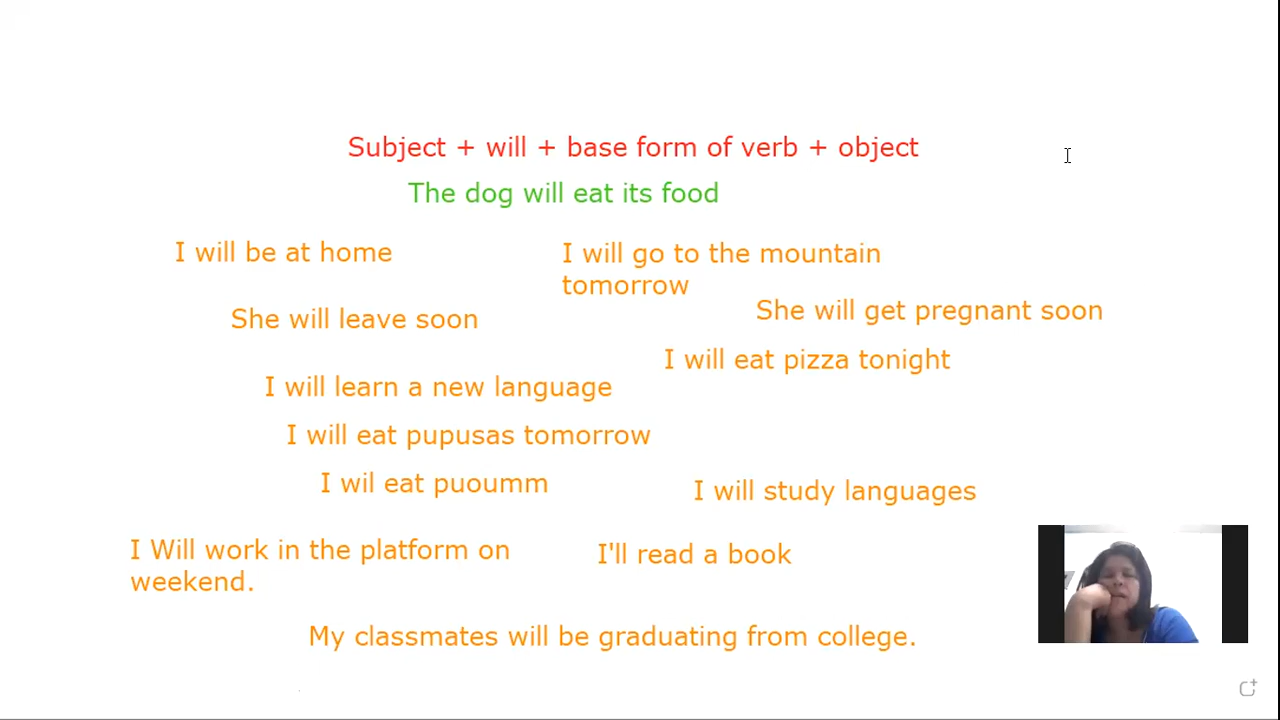 Subject + will + base form of verb + object
The dog will eat its food
I will be at home
I will go to the mountain
tomorrow
She will get pregnant soon
She will leave soon
I will eat pizza tonight
I will learn a new language
I will eat pupusas tomorrow
I wil eat puoumm
I will study languages
I Will work in the platform on
weekend.
I'll read a book
My classmates will be graduating from college.